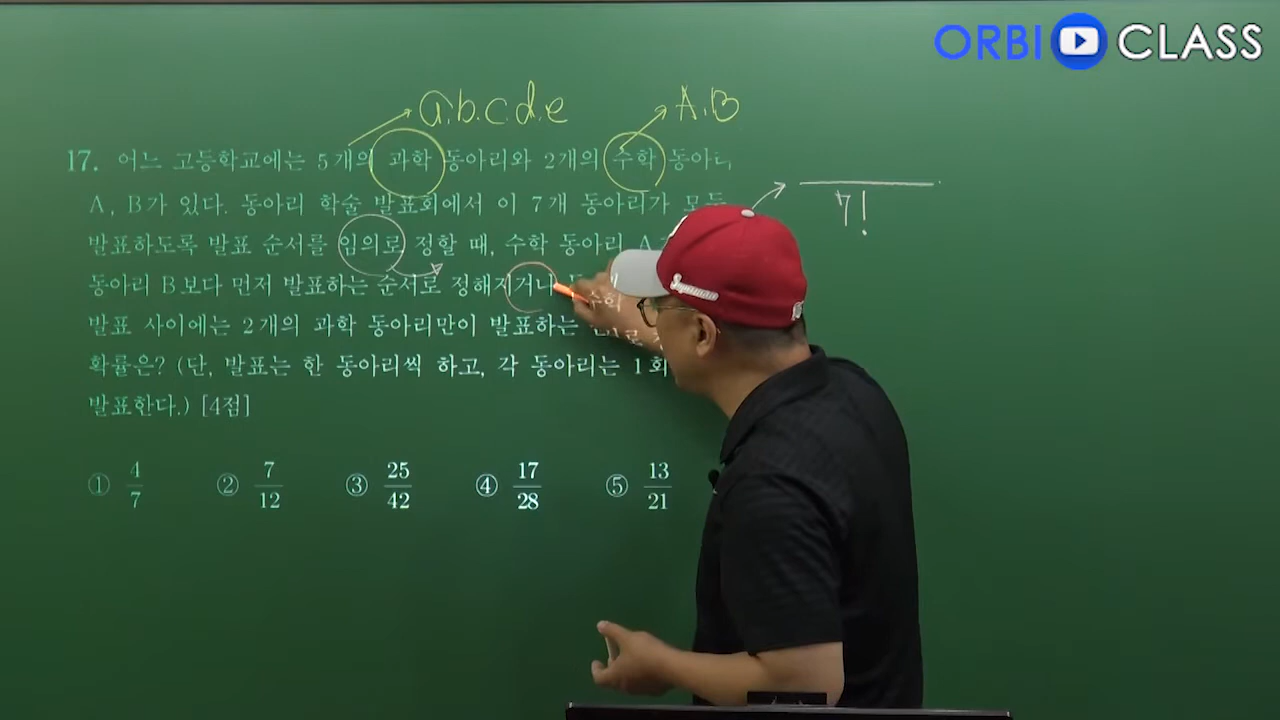 ORBI CLASS
a.b.c.d.e
A.B
17. 어느 고등학교에는 5개의 과학 동아리와 2개의 수학 동아리
A, B가 있다. 동아리 학술 발표회에서 이 7개 동아리가 모두
7!
발표하도록 발표 순서를 임의로 정할 때, 수학 동아리 A
동아리 B보다 먼저 발표하는 순서로 정해지거나
수학
발표 사이에는 2개의 과학 동아리만이 발표하는
확률은? (단, 발표는 한 동아리씩 하고, 각 동아리는 1회
발표한다.) [4점]
① 4/7 ② 7/12 ③ 25/42 ④ 17/28 ⑤ 13/21